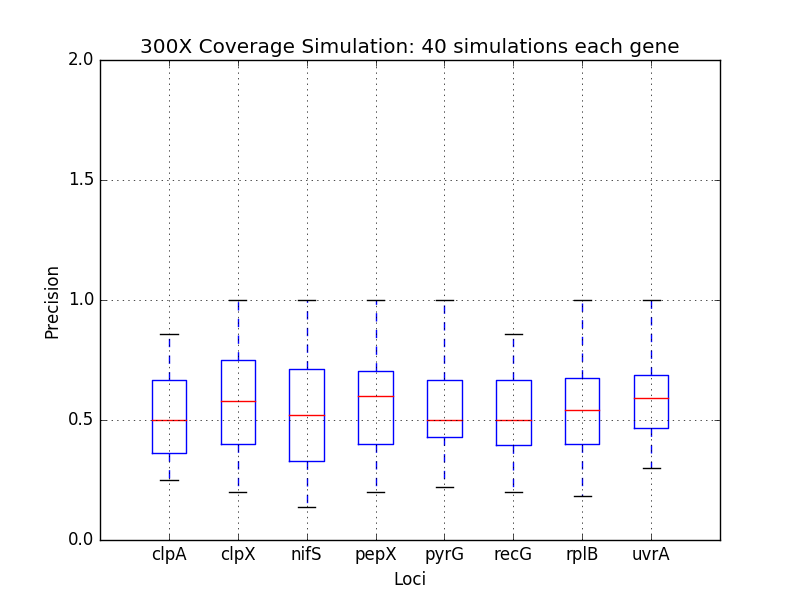 300X Coverage Simulation: 40 simulations each gene
2.0
1.5
1.0
0.5
0.0
Precision
clpA clpX nifS pepX pyrG recG rplB uvrA
Loci